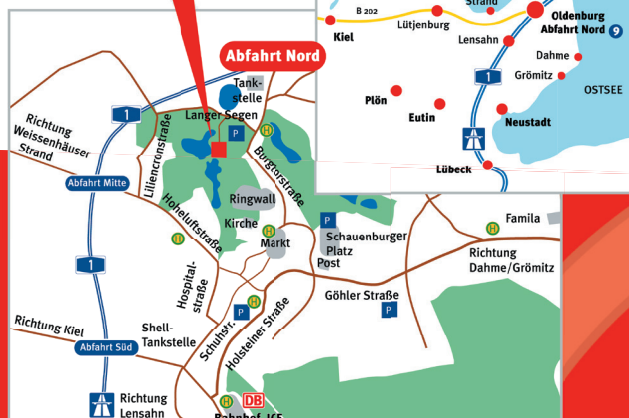 Strand
B 202
Kiel
Lütjenburg
Oldenburg
Abfahrt Nord
9
Lensahn
Dahme
Grömitz
1
OSTSEE
Plön
Eutin
Neustadt
Lübeck
Abfahrt Nord
Tank-
stelle
Langer Segen
P
H
1
Richtung
Weissenhäuser
Strand
Liliencronstraße
Burgtorstraße
Abfahrt Mitte
Ringwall
Hoheluftstraße
Kirche
H
H
Markt
P
Schauenburger
Platz
Post
H
Famila
Richtung
Dahme/Grömitz
1
Hospital-
straße
Göhler Straße
P
H
P
Richtung Kiel
Shell-
Tankstelle
Schuhstr.
Holsteiner Straße
Abfahrt Süd
Richtung
Lensahn
H
DB
Bahnhof